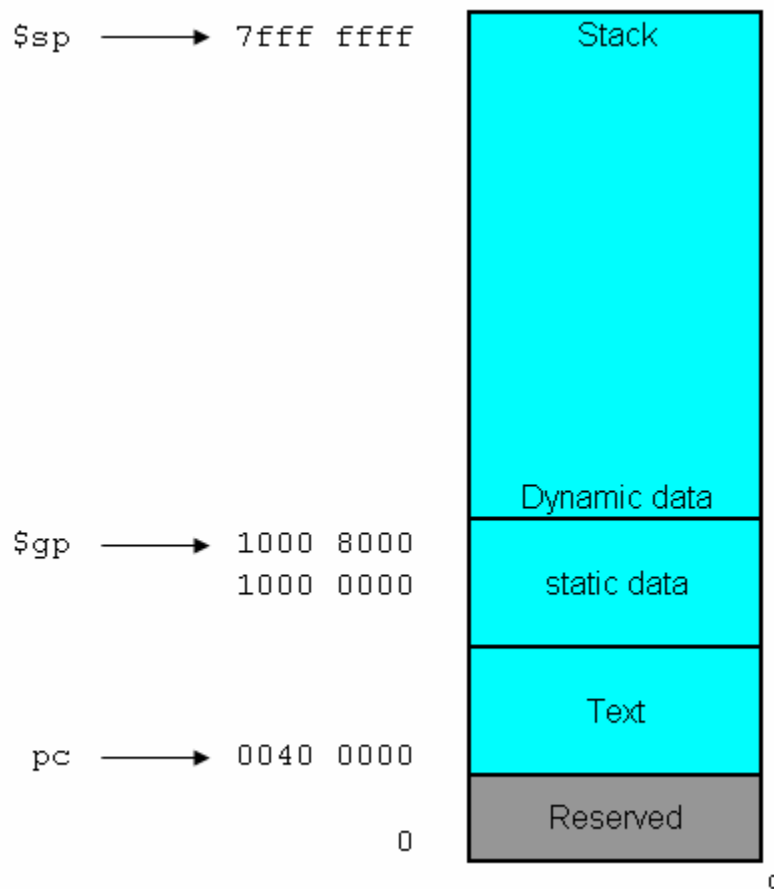 $sp 7fff ffff Stack
Dynamic data
$gp 1000 8000
1000 0000 static data
Text
pc 0040 0000
Reserved
0